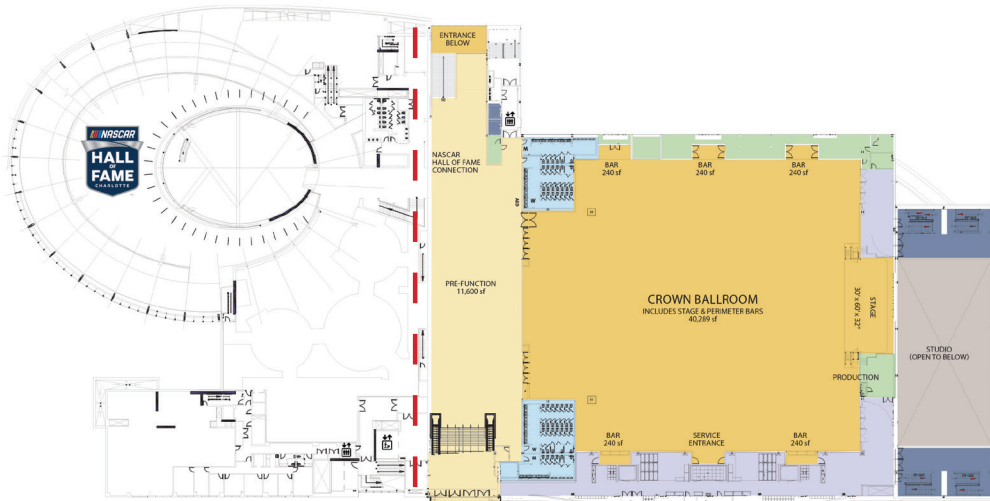 ENTRANCE
BELOW
NASCAR
HALL
OF
FAME
CHARLOTTE
NASCAR
HALL OF FAME
CONNECTION
BAR
240 sf
BAR
240 sf
BAR
240 sf
AED
PRE-FUNCTION
11,600 sf
CROWN BALLROOM
INCLUDES STAGE & PERIMETER BARS
40,289 sf
STAGE
30' x 60' x 32"
STUDIO
(OPEN TO BELOW)
PRODUCTION
BAR
240 sf
SERVICE
ENTRANCE
BAR
240 sf